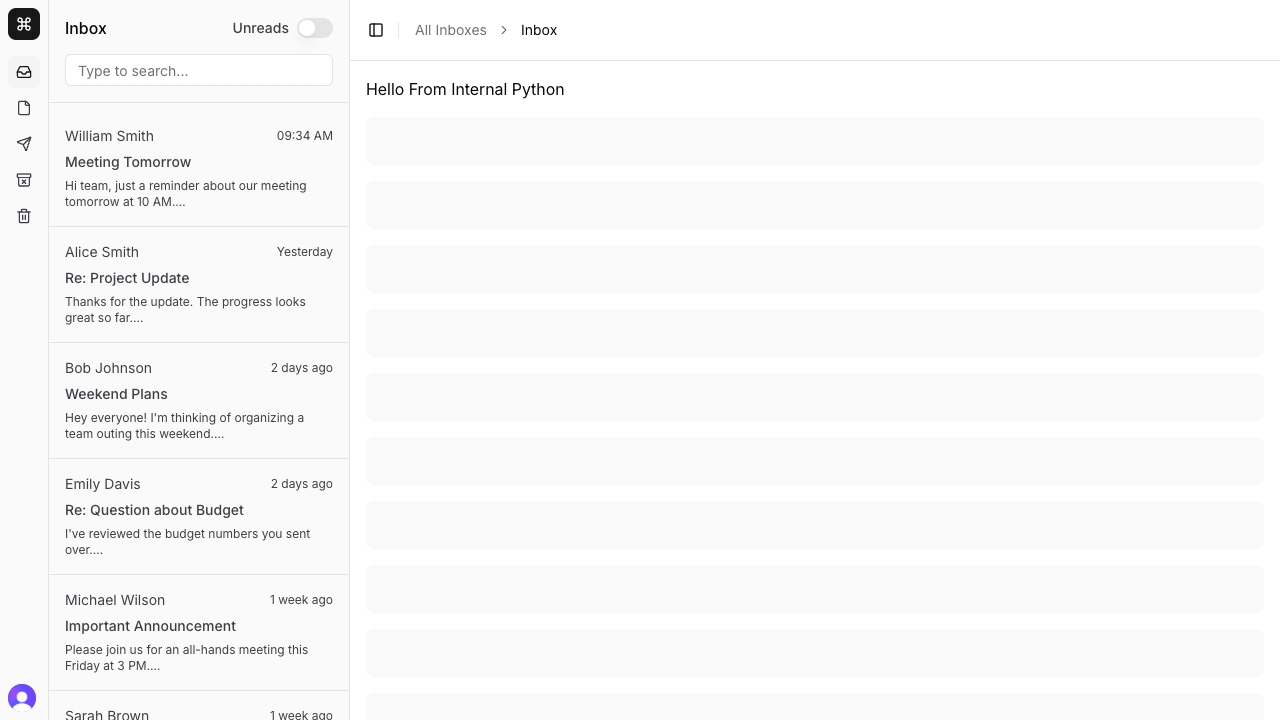 Inbox
Unreads
Type to search...
William Smith 09:34 AM
Meeting Tomorrow
Hi team, just a reminder about our meeting
tomorrow at 10 AM....
Alice Smith Yesterday
Re: Project Update
Thanks for the update. The progress looks
great so far....
Bob Johnson 2 days ago
Weekend Plans
Hey everyone! I'm thinking of organizing a
team outing this weekend....
Emily Davis 2 days ago
Re: Question about Budget
I've reviewed the budget numbers you sent
over....
Michael Wilson 1 week ago
Important Announcement
Please join us for an all-hands meeting this
Friday at 3 PM....
Sarah Brown 1 week ago
All Inboxes Inbox
Hello From Internal Python